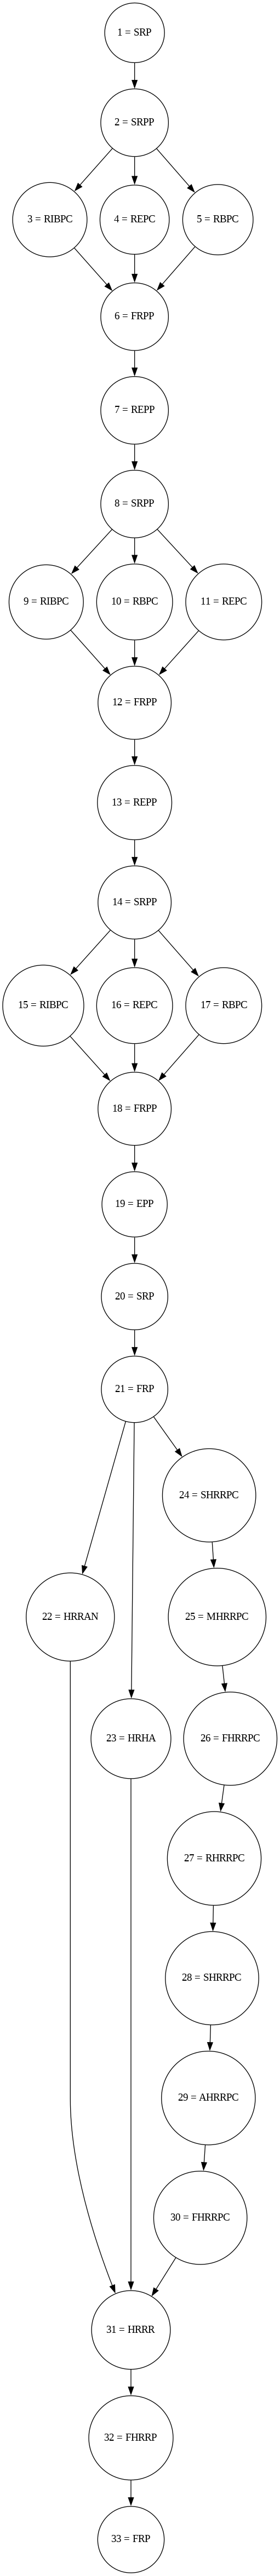 1 = SRP
2 = SRPP
3 = RIBPC
4 = REPC
5 = RBPC
6 = FRPP
7 = REPP
8 = SRPP
9 = RIBPC
10 = RBPC
11 = REPC
12 = FRPP
13 = REPP
14 = SRPP
15 = RIBPC
16 = REPC
17 = RBPC
18 = FRPP
19 = EPP
20 = SRP
21 = FRP
24 = SHRRPC
22 = HRRAN
25 = MHRRPC
23 = HRHA
26 = FHRRPC
27 = RHRRPC
28 = SHRRPC
29 = AHRRPC
30 = FHRRPC
31 = HRRR
32 = FHRRP
33 = FRP